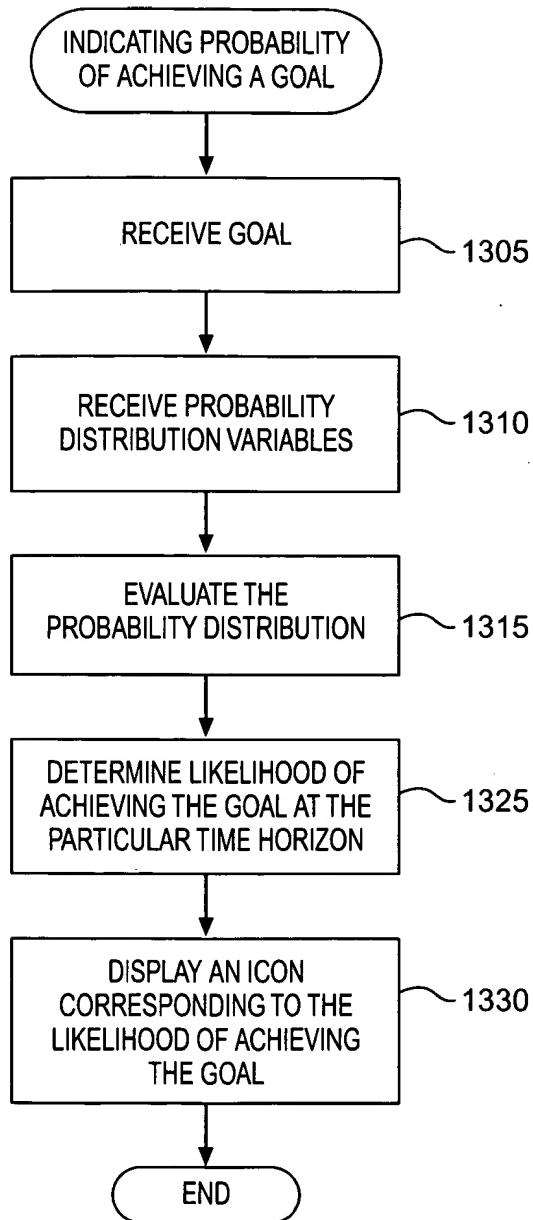 INDICATING PROBABILITY
OF ACHIEVING A GOAL
RECEIVE GOAL
1305
RECEIVE PROBABILITY
DISTRIBUTION VARIABLES
1310
EVALUATE THE
PROBABILITY DISTRIBUTION
1315
DETERMINE LIKELIHOOD OF
ACHIEVING THE GOAL AT THE
PARTICULAR TIME HORIZON
1325
DISPLAY AN ICON
CORRESPONDING TO THE
LIKELIHOOD OF ACHIEVING
THE GOAL
1330
END